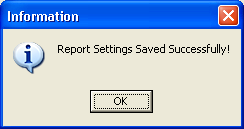 Information
Report Settings Saved Successfully!
OK